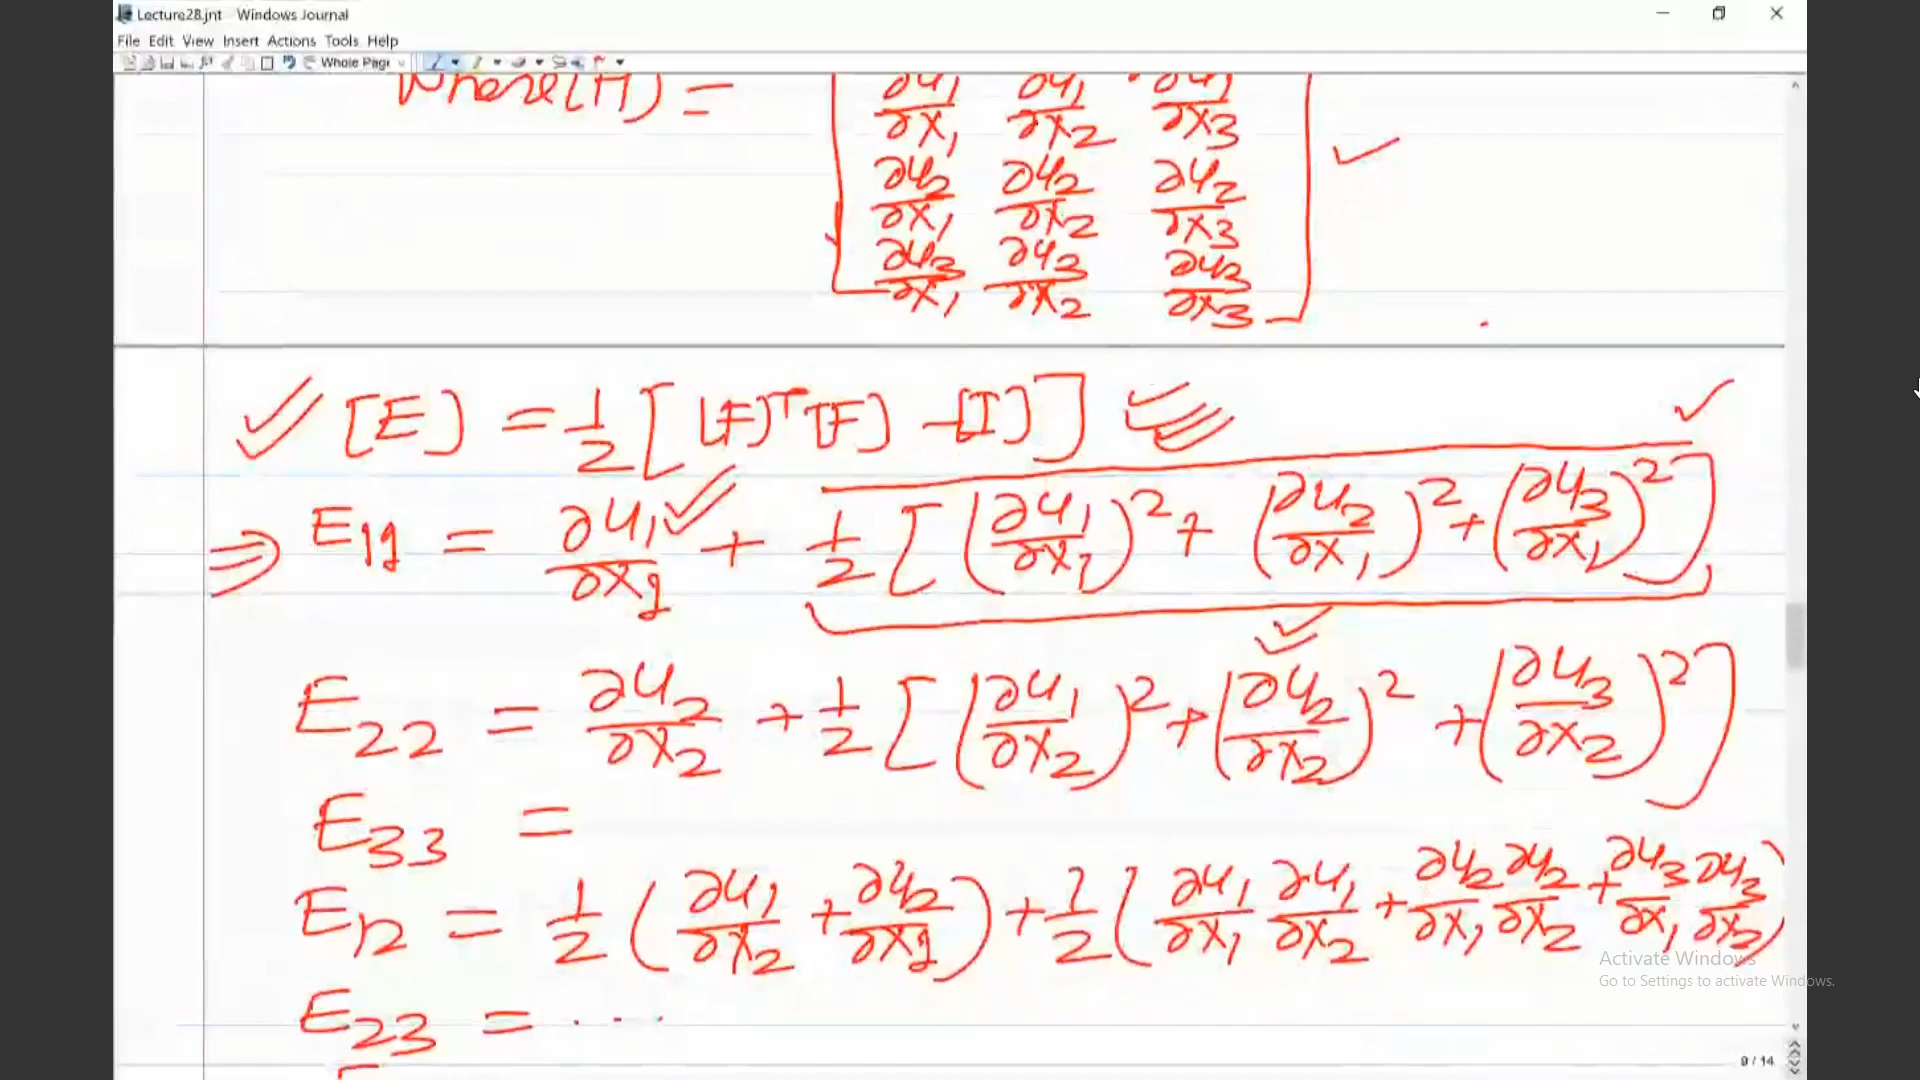 Lecture28.jnt - Windows Journal
File Edit View Insert Actions Tools Help
Whole Page
Where [H] = [∂u₁/∂X₁ ∂u₁/∂X₂ ∂u₁/∂X₃
∂u₂/∂X₁ ∂u₂/∂X₂ ∂u₂/∂X₃
∂u₃/∂X₁ ∂u₃/∂X₂ ∂u₃/∂X₃] ✓
✓ [E] = 1/2 [[F]ᵀ[F] - [I]] ✓
⇒ E₁₁ = ∂u₁/∂X₁ + 1/2 [(∂u₁/∂X₁)² + (∂u₂/∂X₁)² + (∂u₃/∂X₁)²]
E₂₂ = ∂u₂/∂X₂ + 1/2 [(∂u₁/∂X₂)² + (∂u₂/∂X₂)² + (∂u₃/∂X₂)²]
E₃₃ =
E₁₂ = 1/2 (∂u₁/∂X₂ + ∂u₂/∂X₁) + 1/2 (∂u₁/∂X₁ ∂u₁/∂X₂ + ∂u₂/∂X₁ ∂u₂/∂X₂ + ∂u₃/∂X₁ ∂u₃/∂X₂)
Activate Windows
Go to Settings to activate Windows.
E₂₃ = ....
9 / 14